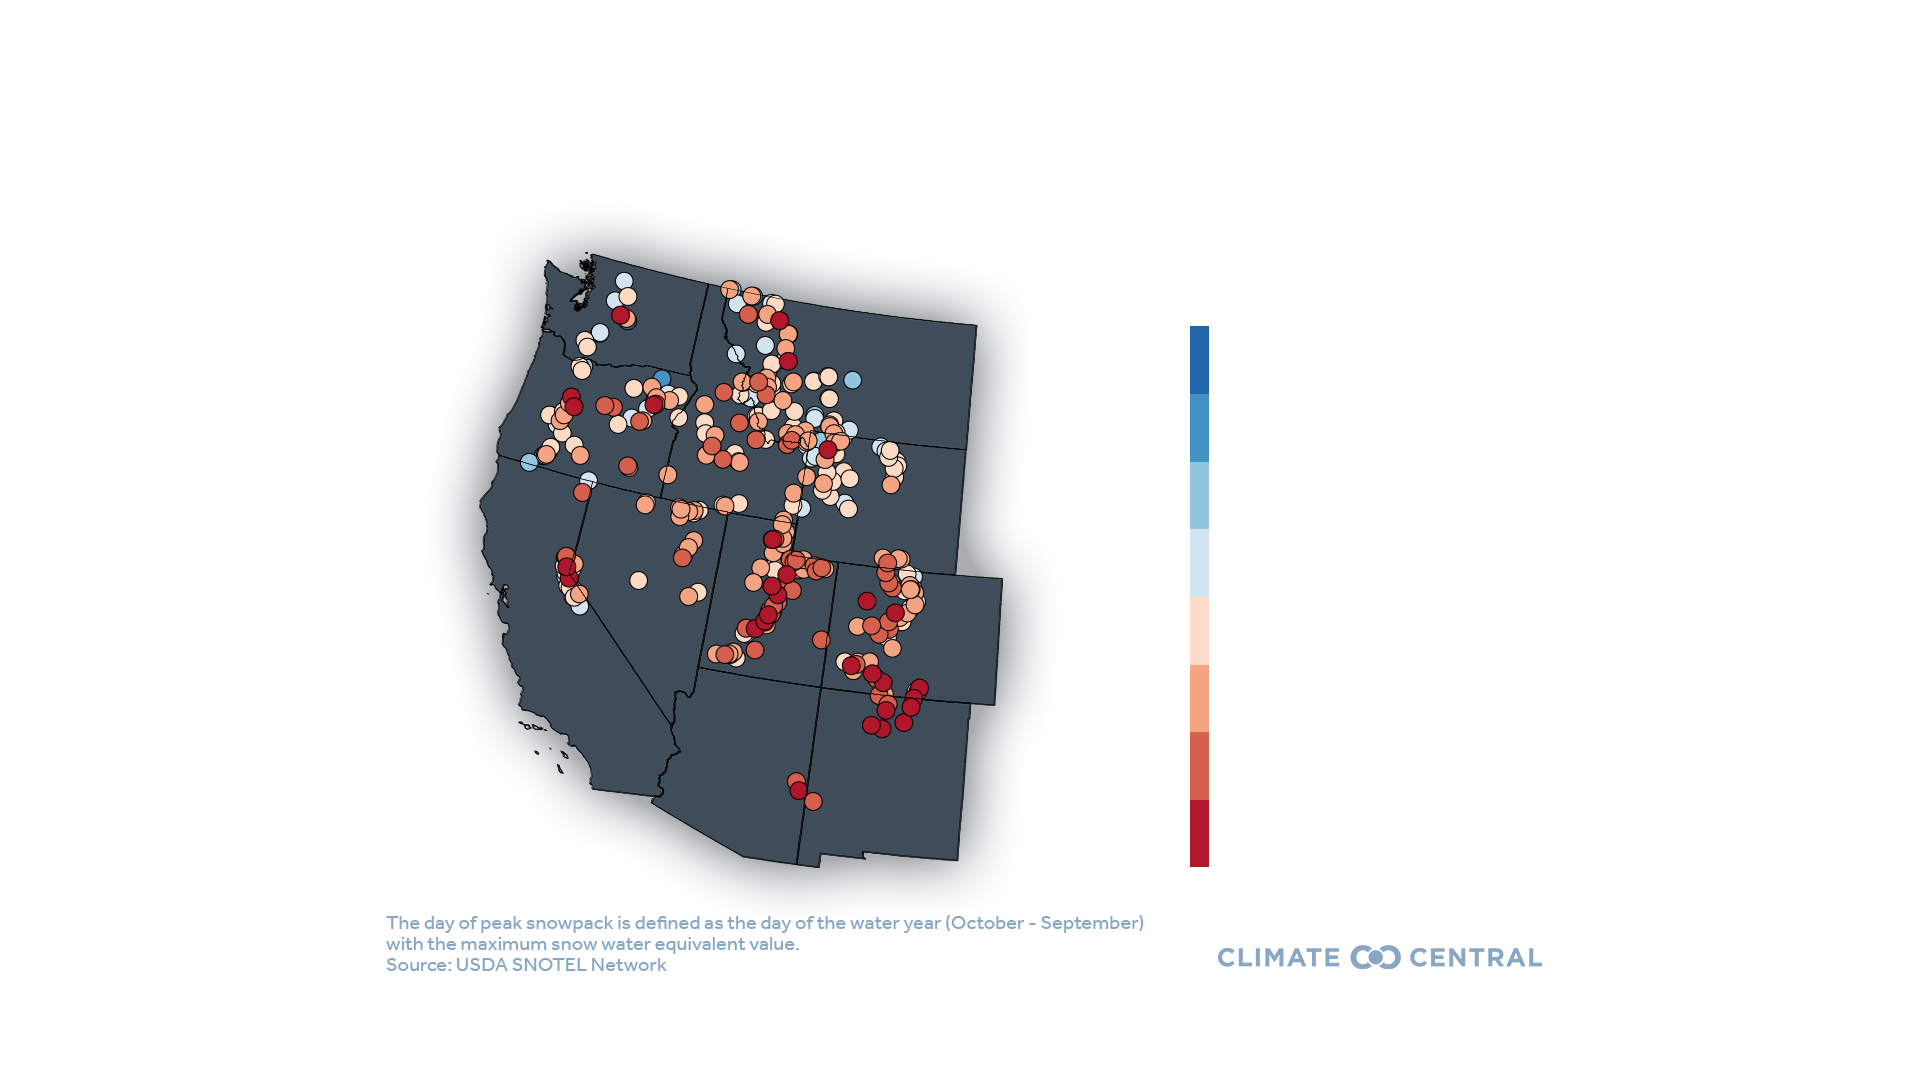 The day of peak snowpack is defined as the day of the water year (October - September)
with the maximum snow water equivalent value.
Source: USDA SNOTEL Network
CLIMATE CENTRAL